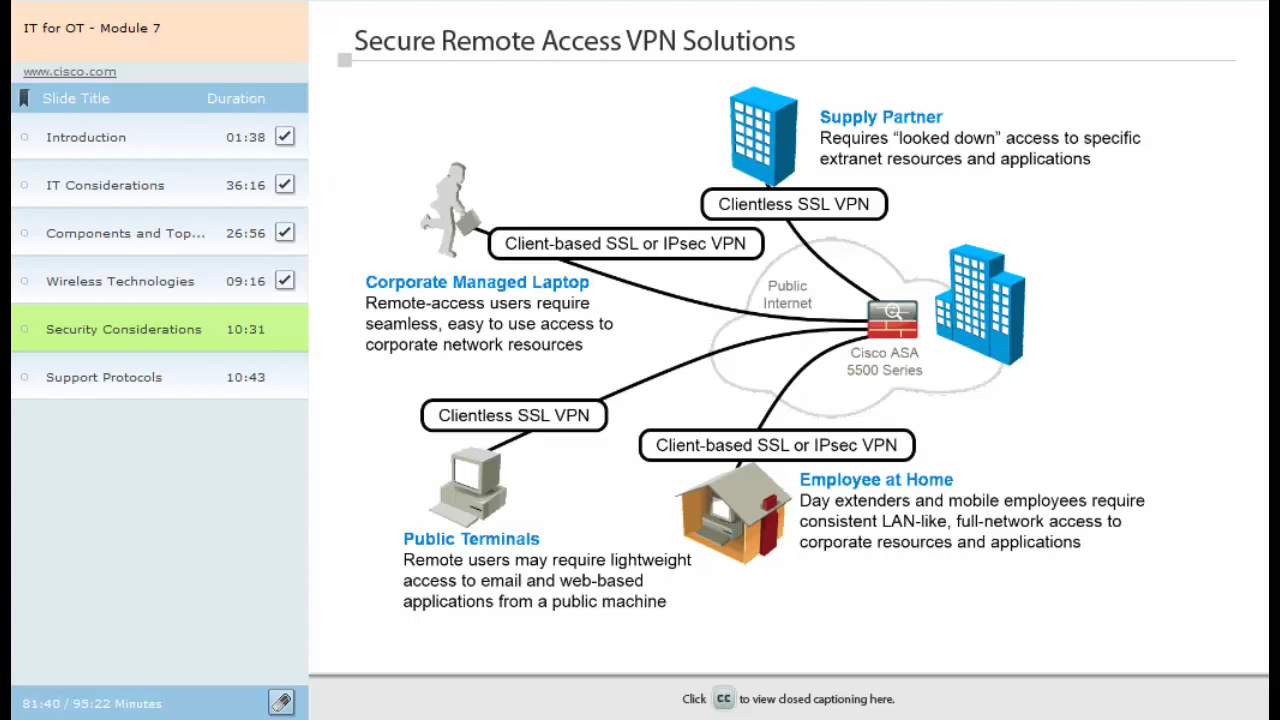 IT for OT - Module 7
www.cisco.com
Slide Title Duration
Introduction 01:38
IT Considerations 36:16
Components and Top... 26:56
Wireless Technologies 09:16
Security Considerations 10:31
Support Protocols 10:43
81:40 / 95:22 Minutes
Secure Remote Access VPN Solutions
Supply Partner
Requires “looked down” access to specific
extranet resources and applications
Clientless SSL VPN
Client-based SSL or IPsec VPN
Corporate Managed Laptop
Remote-access users require
seamless, easy to use access to
corporate network resources
Public
Internet
Cisco ASA
5500 Series
Clientless SSL VPN
Client-based SSL or IPsec VPN
Public Terminals
Remote users may require lightweight
access to email and web-based
applications from a public machine
Employee at Home
Day extenders and mobile employees require
consistent LAN-like, full-network access to
corporate resources and applications
Click CC to view closed captioning here.